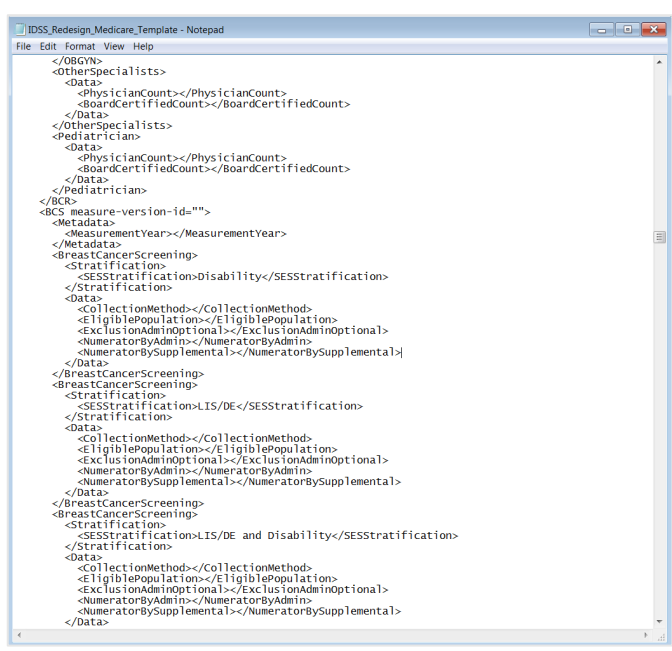 IDSS_Redesign_Medicare_Template - Notepad
File Edit Format View Help
</OBGYN>
<OtherSpecialists>
<Data>
<PhysicianCount></PhysicianCount>
<BoardCertifiedCount></BoardCertifiedCount>
</Data>
</OtherSpecialists>
<Pediatrician>
<Data>
<PhysicianCount></PhysicianCount>
<BoardCertifiedCount></BoardCertifiedCount>
</Data>
</Pediatrician>
</BCR>
<BCS measure-version-id="">
<Metadata>
<MeasurementYear></MeasurementYear>
</Metadata>
<BreastCancerScreening>
<Stratification>
<SESStratification>Disability</SESStratification>
</Stratification>
<Data>
<CollectionMethod></CollectionMethod>
<EligiblePopulation></EligiblePopulation>
<ExclusionAdminOptional></ExclusionAdminOptional>
<NumeratorByAdmin></NumeratorByAdmin>
<NumeratorBySupplemental></NumeratorBySupplemental>
</Data>
</BreastCancerScreening>
<BreastCancerScreening>
<Stratification>
<SESStratification>LIS/DE</SESStratification>
</Stratification>
<Data>
<CollectionMethod></CollectionMethod>
<EligiblePopulation></EligiblePopulation>
<ExclusionAdminOptional></ExclusionAdminOptional>
<NumeratorByAdmin></NumeratorByAdmin>
<NumeratorBySupplemental></NumeratorBySupplemental>
</Data>
</BreastCancerScreening>
<BreastCancerScreening>
<Stratification>
<SESStratification>LIS/DE and Disability</SESStratification>
</Stratification>
<Data>
<CollectionMethod></CollectionMethod>
<EligiblePopulation></EligiblePopulation>
<ExclusionAdminOptional></ExclusionAdminOptional>
<NumeratorByAdmin></NumeratorByAdmin>
<NumeratorBySupplemental></NumeratorBySupplemental>
</Data>